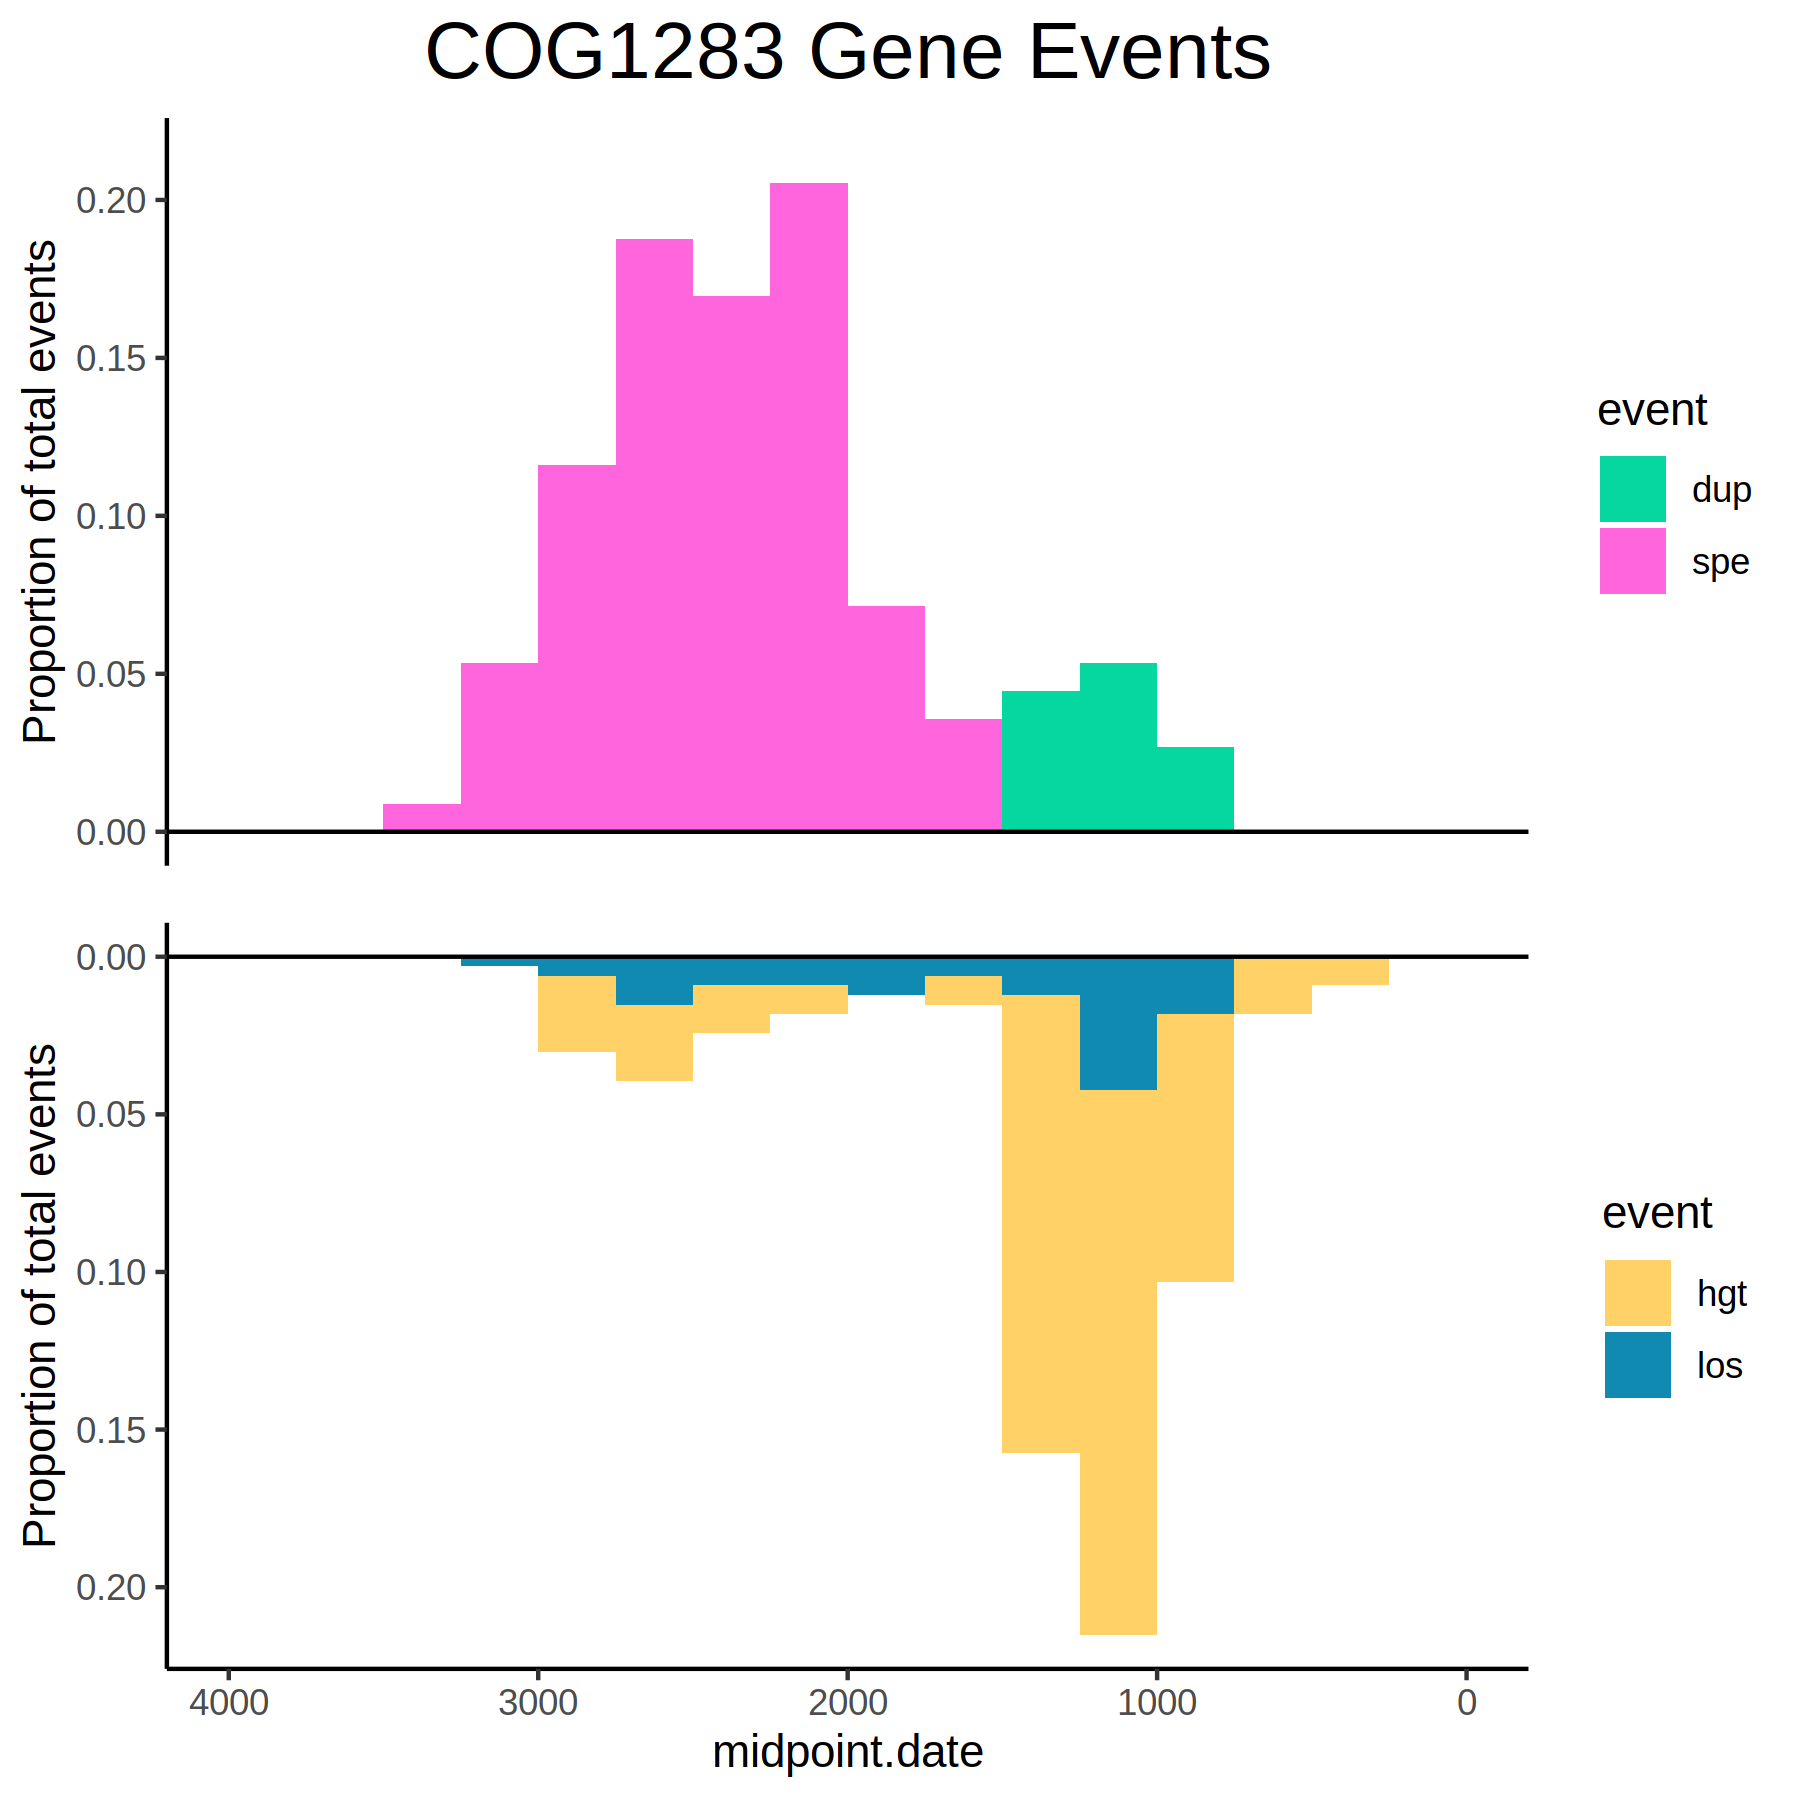 COG1283 Gene Events
Proportion of total events
0.20
0.15
0.10
0.05
0.00
event
dup
spe
Proportion of total events
0.00
0.05
0.10
0.15
0.20
event
hgt
los
4000 3000 2000 1000 0
midpoint.date